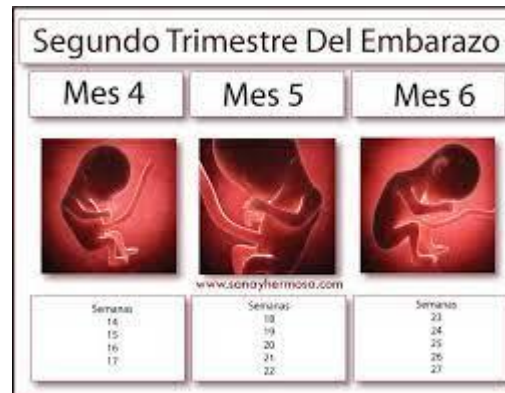 Segundo Trimestre Del Embarazo
Mes 4
Mes 5
Mes 6
www.sanayhermosa.com
Semanas
14
15
16
17
Semanas
18
19
20
21
22
Semanas
23
24
25
26
27